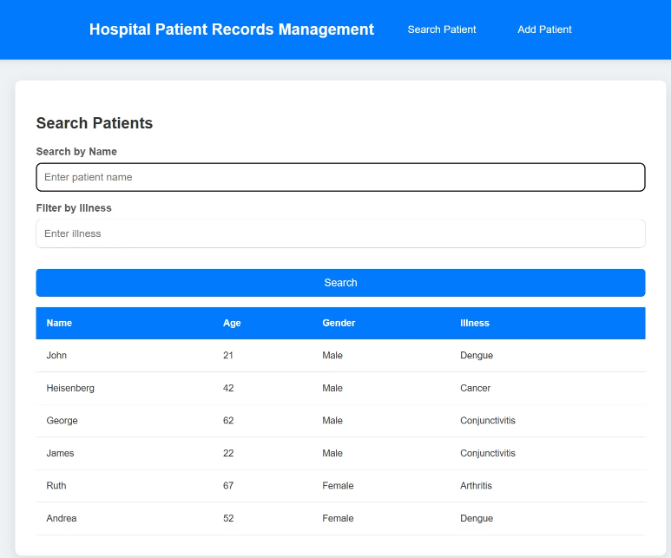 Hospital Patient Records Management Search Patient Add Patient
Search Patients
Search by Name
Enter patient name
Filter by Illness
Enter illness
Search
Name Age Gender Illness
John 21 Male Dengue
Heisenberg 42 Male Cancer
George 62 Male Conjunctivitis
James 22 Male Conjunctivitis
Ruth 67 Female Arthritis
Andrea 52 Female Dengue